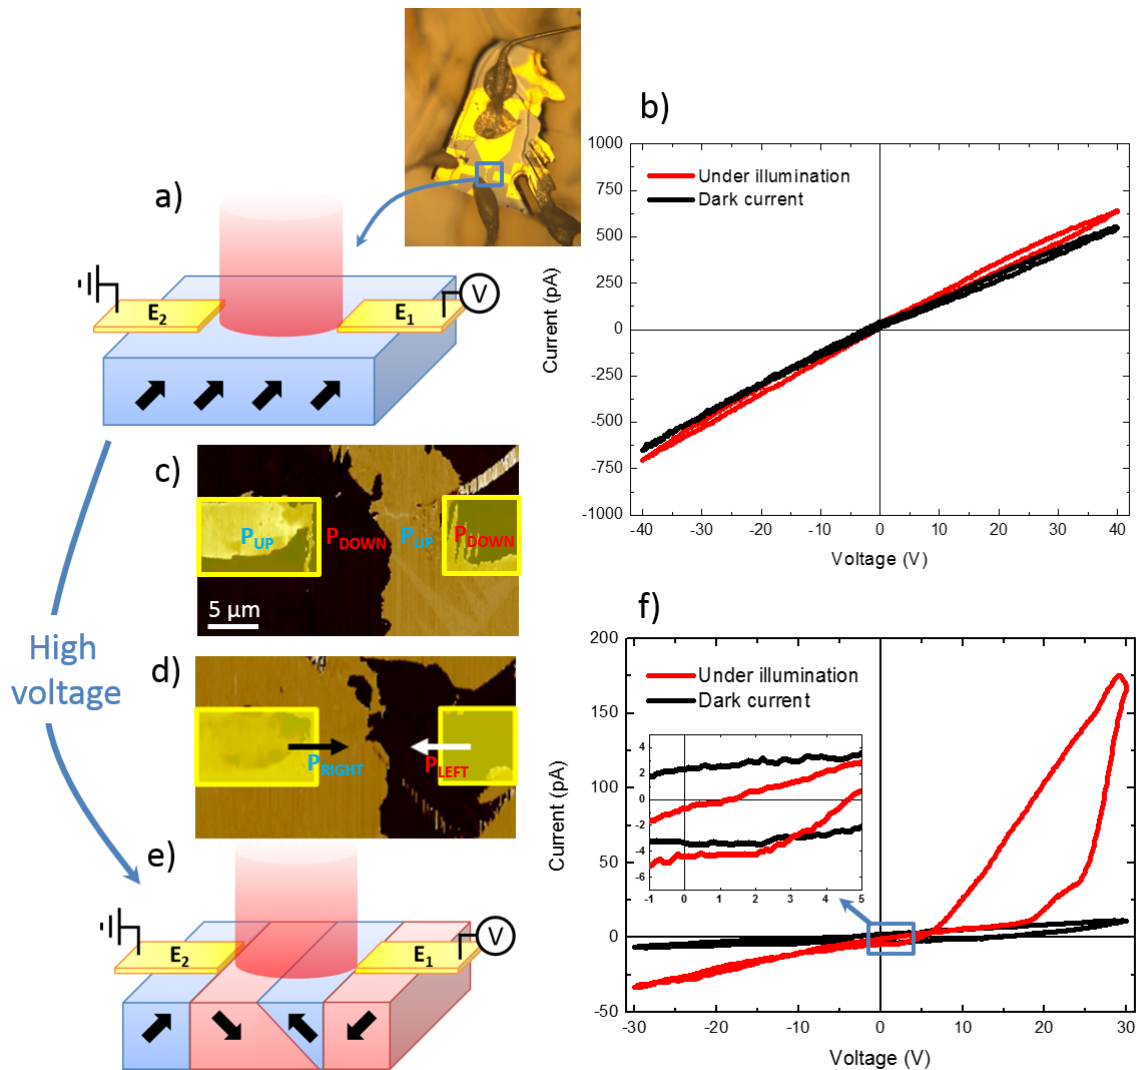 a)
E2
E1
V
b)
1000
750
500
250
0
-250
-500
-750
-1000
-40
-30
-20
-10
0
10
20
30
40
Under illumination
Dark current
Current (pA)
Voltage (V)
c)
PUP
PDOWN
PUP
PDOWN
5 µm
High
voltage
d)
PRIGHT
PLEFT
e)
E2
E1
V
f)
200
150
100
50
0
-50
-30
-20
-10
0
10
20
30
Under illumination
Dark current
4
2
0
-2
-4
-6
-1
0
1
2
3
4
5
Current (pA)
Voltage (V)